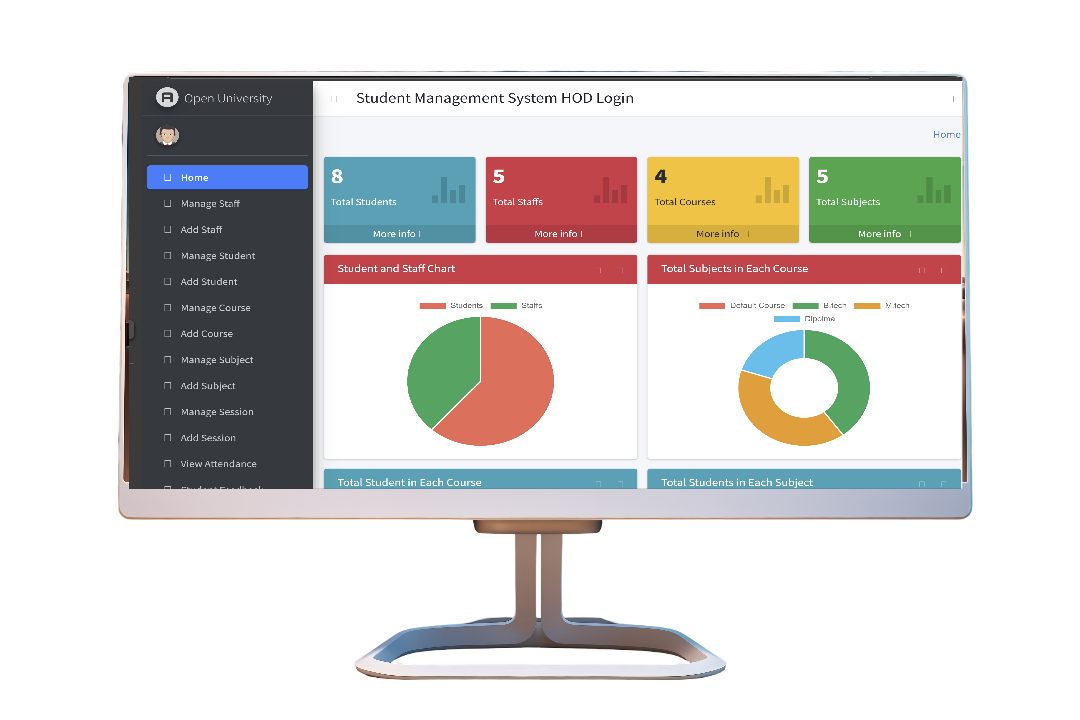 Open University
Student Management System HOD Login
Home
Home
Manage Staff
Add Staff
Manage Student
Add Student
Manage Course
Add Course
Manage Subject
Add Subject
Manage Session
Add Session
View Attendance
Student Feedback
8
Total Students
More info
5
Total Staffs
More info
4
Total Courses
More info
5
Total Subjects
More info
Student and Staff Chart
Students Staffs
Total Subjects in Each Course
Default Course B.tech M.tech
Diploma
Total Student in Each Course
Total Students in Each Subject